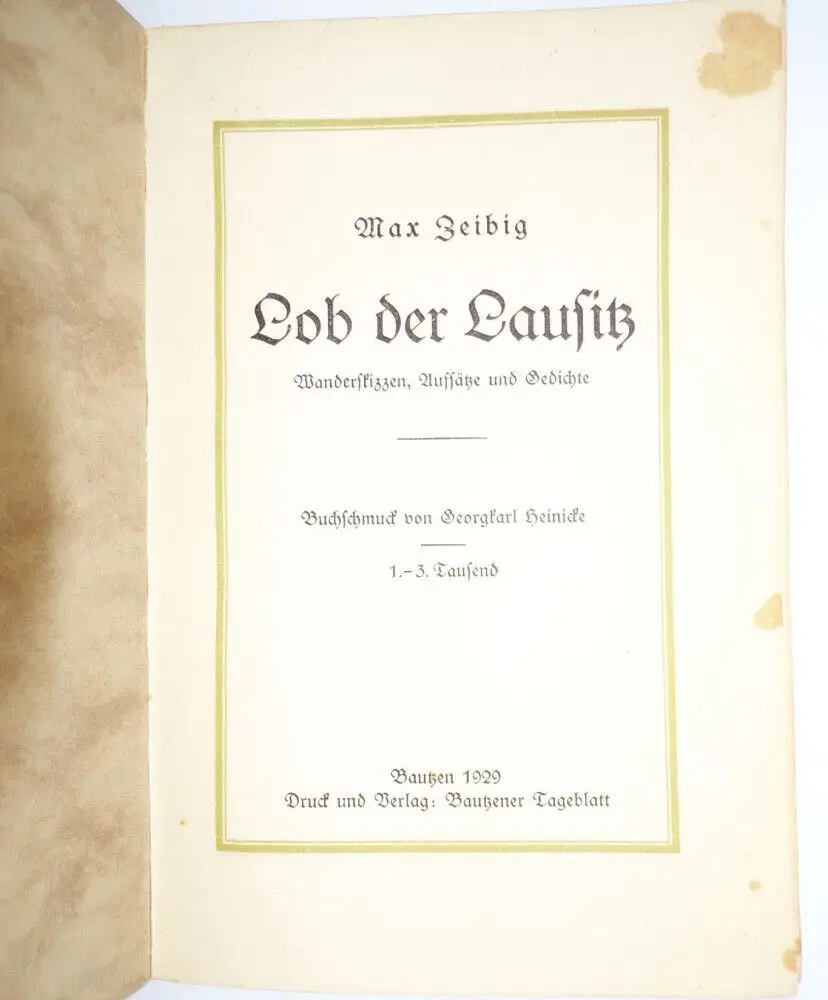 Max Zeibig
Lob der Lauſitz
Wanderſkizzen, Aufſätze und Gedichte
Buchſchmuck von Georgkarl Heinicke
1.–3. Tauſend
Bautzen 1929
Druck und Verlag: Bautzener Tageblatt